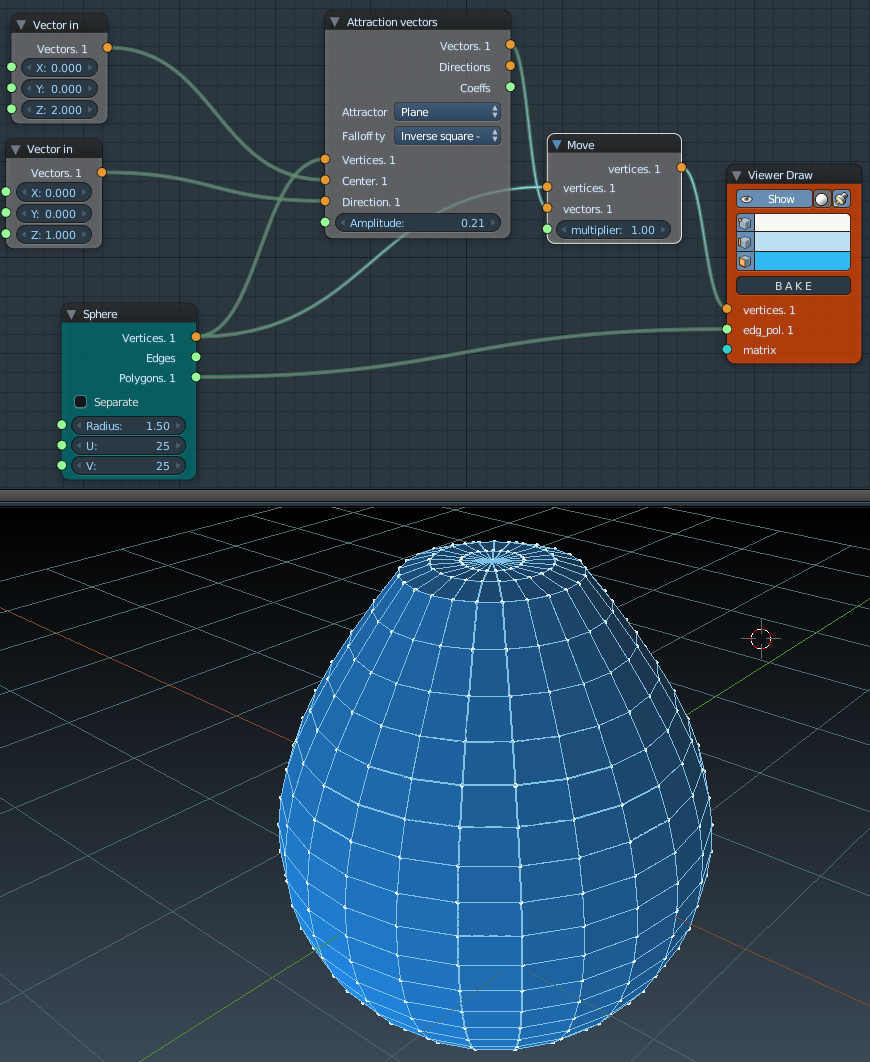 Vector in
Vectors. 1
X: 0.000
Y: 0.000
Z: 2.000
Vector in
Vectors. 1
X: 0.000
Y: 0.000
Z: 1.000
Attraction vectors
Vectors. 1
Directions
Coeffs
Attractor Plane
Falloff ty Inverse square -
Vertices. 1
Center. 1
Direction. 1
Amplitude: 0.21
Move
vertices. 1
vertices. 1
vectors. 1
multiplier: 1.00
Viewer Draw
Show
BAKE
vertices. 1
edg_pol. 1
matrix
Sphere
Vertices. 1
Edges
Polygons. 1
Separate
Radius: 1.50
U: 25
V: 25